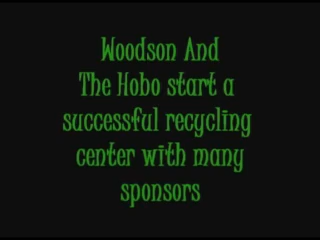 Woodson And
The Hobo start a
successful recycling
center with many
sponsors